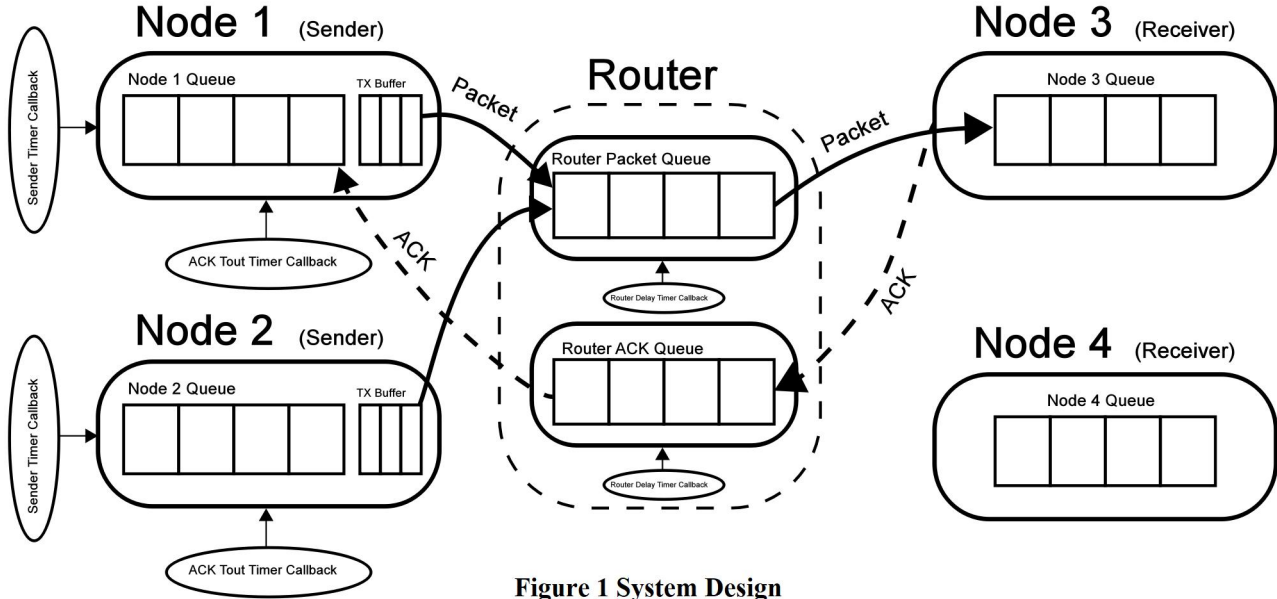 Node 1 (Sender)
Sender Timer Callback
Node 1 Queue
TX Buffer
ACK Tout Timer Callback
Packet
ACK
Node 2 (Sender)
Sender Timer Callback
Node 2 Queue
TX Buffer
ACK Tout Timer Callback
Router
Router Packet Queue
Router Delay Timer Callback
Router ACK Queue
Router Delay Timer Callback
Packet
ACK
Node 3 (Receiver)
Node 3 Queue
Node 4 (Receiver)
Node 4 Queue
Figure 1 System Design